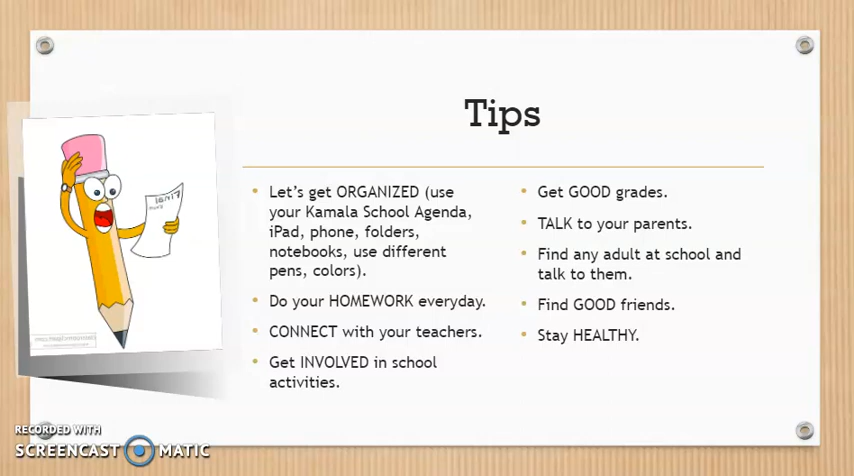 Tips
• Let's get ORGANIZED (use
your Kamala School Agenda,
iPad, phone, folders,
notebooks, use different
pens, colors).
• Do your HOMEWORK everyday.
• CONNECT with your teachers.
• Get INVOLVED in school
activities.
• Get GOOD grades.
• TALK to your parents.
• Find any adult at school and
talk to them.
• Find GOOD friends.
• Stay HEALTHY.
RECORDED WITH
SCREENCAST MATIC